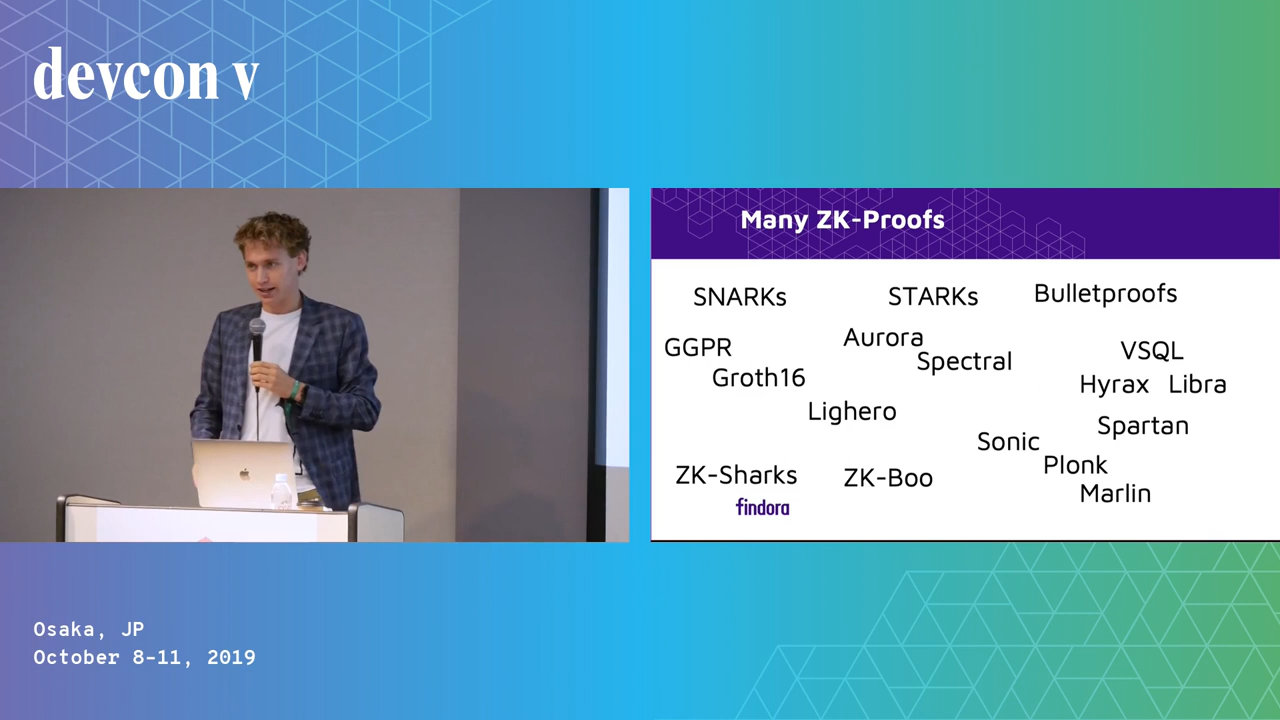 devcon v
Many ZK-Proofs
SNARKs STARKs Bulletproofs
Aurora
GGPR Spectral VSQL
Groth16 Hyrax Libra
Lighero Spartan
Sonic
ZK-Sharks ZK-Boo Plonk
Marlin
findora
Osaka, JP
October 8-11, 2019